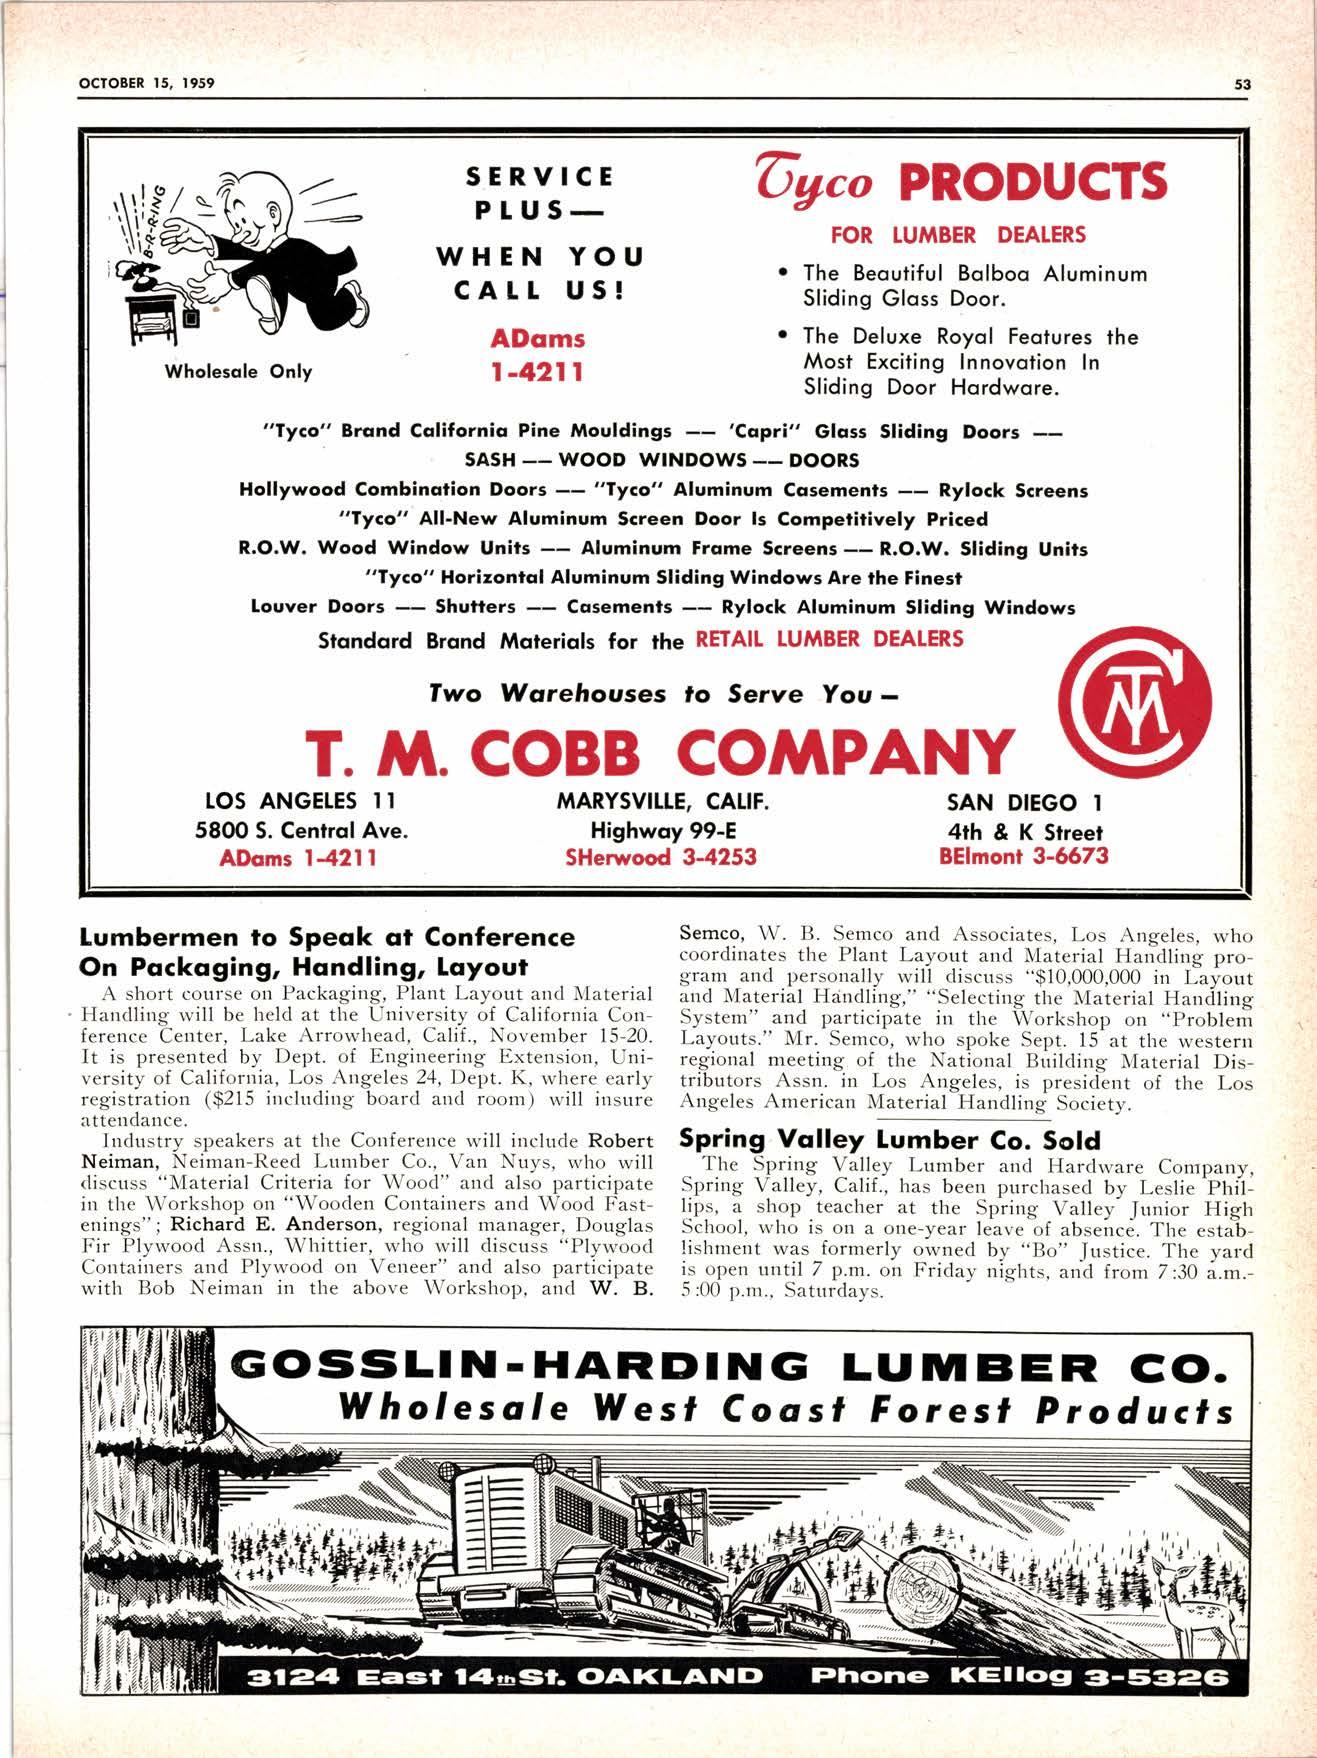 OCTOBER 15, 1959
53
B-R-RING
Wholesale Only
SERVICE
PLUS—
WHEN YOU
CALL US!
ADams
1-4211
Tyco PRODUCTS
FOR LUMBER DEALERS
• The Beautiful Balboa Aluminum
Sliding Glass Door.
• The Deluxe Royal Features the
Most Exciting Innovation In
Sliding Door Hardware.
"Tyco" Brand California Pine Mouldings —— 'Capri" Glass Sliding Doors ——
SASH —— WOOD WINDOWS —— DOORS
Hollywood Combination Doors —— "Tyco" Aluminum Casements —— Rylock Screens
"Tyco" All-New Aluminum Screen Door Is Competitively Priced
R.O.W. Wood Window Units —— Aluminum Frame Screens —— R.O.W. Sliding Units
"Tyco" Horizontal Aluminum Sliding Windows Are the Finest
Louver Doors —— Shutters —— Casements —— Rylock Aluminum Sliding Windows
Standard Brand Materials for the RETAIL LUMBER DEALERS
Two Warehouses to Serve You —
T. M. COBB COMPANY
TMC
LOS ANGELES 11
5800 S. Central Ave.
ADams 1-4211
MARYSVILLE, CALIF.
Highway 99-E
SHerwood 3-4253
SAN DIEGO 1
4th & K Street
BElmont 3-6673
Lumbermen to Speak at Conference
On Packaging, Handling, Layout
A short course on Packaging, Plant Layout and Material
Handling will be held at the University of California Con-
ference Center, Lake Arrowhead, Calif., November 15-20.
It is presented by Dept. of Engineering Extension, Uni-
versity of California, Los Angeles 24, Dept. K, where early
registration ($215 including board and room) will insure
attendance.
Industry speakers at the Conference will include Robert
Neiman, Neiman-Reed Lumber Co., Van Nuys, who will
discuss "Material Criteria for Wood" and also participate
in the Workshop on "Wooden Containers and Wood Fast-
enings"; Richard E. Anderson, regional manager, Douglas
Fir Plywood Assn., Whittier, who will discuss "Plywood
Containers and Plywood on Veneer" and also participate
with Bob Neiman in the above Workshop, and W. B.
Semco, W. B. Semco and Associates, Los Angeles, who
coordinates the Plant Layout and Material Handling pro-
gram and personally will discuss "$10,000,000 in Layout
and Material Handling," "Selecting the Material Handling
System" and participate in the Workshop on "Problem
Layouts." Mr. Semco, who spoke Sept. 15 at the western
regional meeting of the National Building Material Dis-
tributors Assn. in Los Angeles, is president of the Los
Angeles American Material Handling Society.
Spring Valley Lumber Co. Sold
The Spring Valley Lumber and Hardware Company,
Spring Valley, Calif., has been purchased by Leslie Phil-
lips, a shop teacher at the Spring Valley Junior High
School, who is on a one-year leave of absence. The estab-
lishment was formerly owned by "Bo" Justice. The yard
is open until 7 p.m. on Friday nights, and from 7:30 a.m.-
5:00 p.m., Saturdays.
GOSSLIN-HARDING LUMBER CO.
Wholesale West Coast Forest Products
3124 East 14th St. OAKLAND Phone KEllog 3-5326